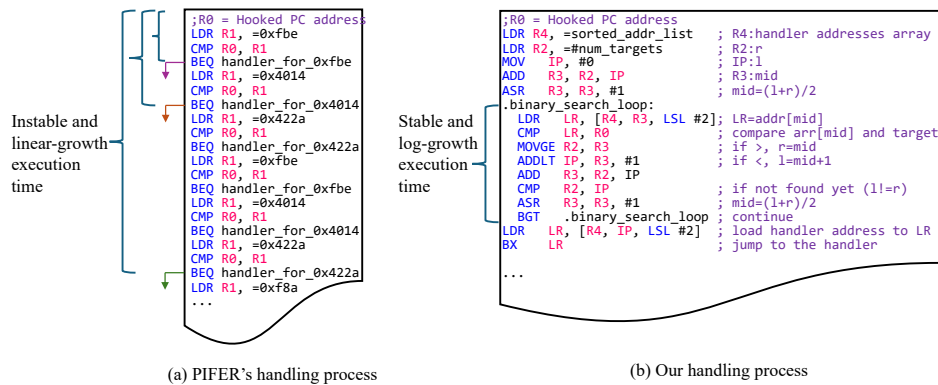 ;R0 = Hooked PC address
LDR R1, =0xfbe
CMP R0, R1
BEQ handler_for_0xfbe
LDR R1, =0x4014
CMP R0, R1
BEQ handler_for_0x4014
LDR R1, =0x422a
CMP R0, R1
BEQ handler_for_0x422a
LDR R1, =0xfbe
CMP R0, R1
BEQ handler_for_0xfbe
LDR R1, =0x4014
CMP R0, R1
BEQ handler_for_0x4014
LDR R1, =0x422a
CMP R0, R1
BEQ handler_for_0x422a
LDR R1, =0xf8a
...
Instable and
linear-growth
execution
time
(a) PIFER's handling process
;R0 = Hooked PC address
LDR R4, =sorted_addr_list ; R4:handler addresses array
LDR R2, =#num_targets ; R2:r
MOV IP, #0 ; IP:l
ADD R3, R2, IP ; R3:mid
ASR R3, R3, #1 ; mid=(l+r)/2
.binary_search_loop:
LDR LR, [R4, R3, LSL #2]; LR=addr[mid]
CMP LR, R0 ; compare arr[mid] and target
MOVGE R2, R3 ; if >, r=mid
ADDLT IP, R3, #1 ; if <, l=mid+1
ADD R3, R2, IP
CMP R2, IP ; if not found yet (l!=r)
ASR R3, R3, #1 ; mid=(l+r)/2
BGT .binary_search_loop ; continue
LDR LR, [R4, IP, LSL #2] ; load handler address to LR
BX LR ; jump to the handler
...
Stable and
log-growth
execution
time
(b) Our handling process